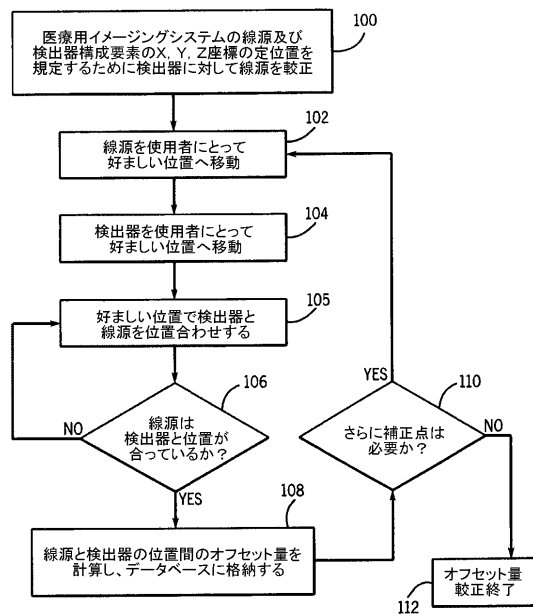 医療用イメージングシステムの線源及び
検出器構成要素のX, Y, Z座標の定位置を
規定するために検出器に対して線源を較正
100
線源を使用者にとって
好ましい位置へ移動
102
検出器を使用者にとって
好ましい位置へ移動
104
好ましい位置で検出器と
線源を位置合わせする
105
線源は
検出器と位置が
合っているか？
106
NO
YES
線源と検出器の位置間のオフセット量を
計算し、データベースに格納する
108
さらに補正点は
必要か？
110
YES
NO
オフセット量
較正終了
112